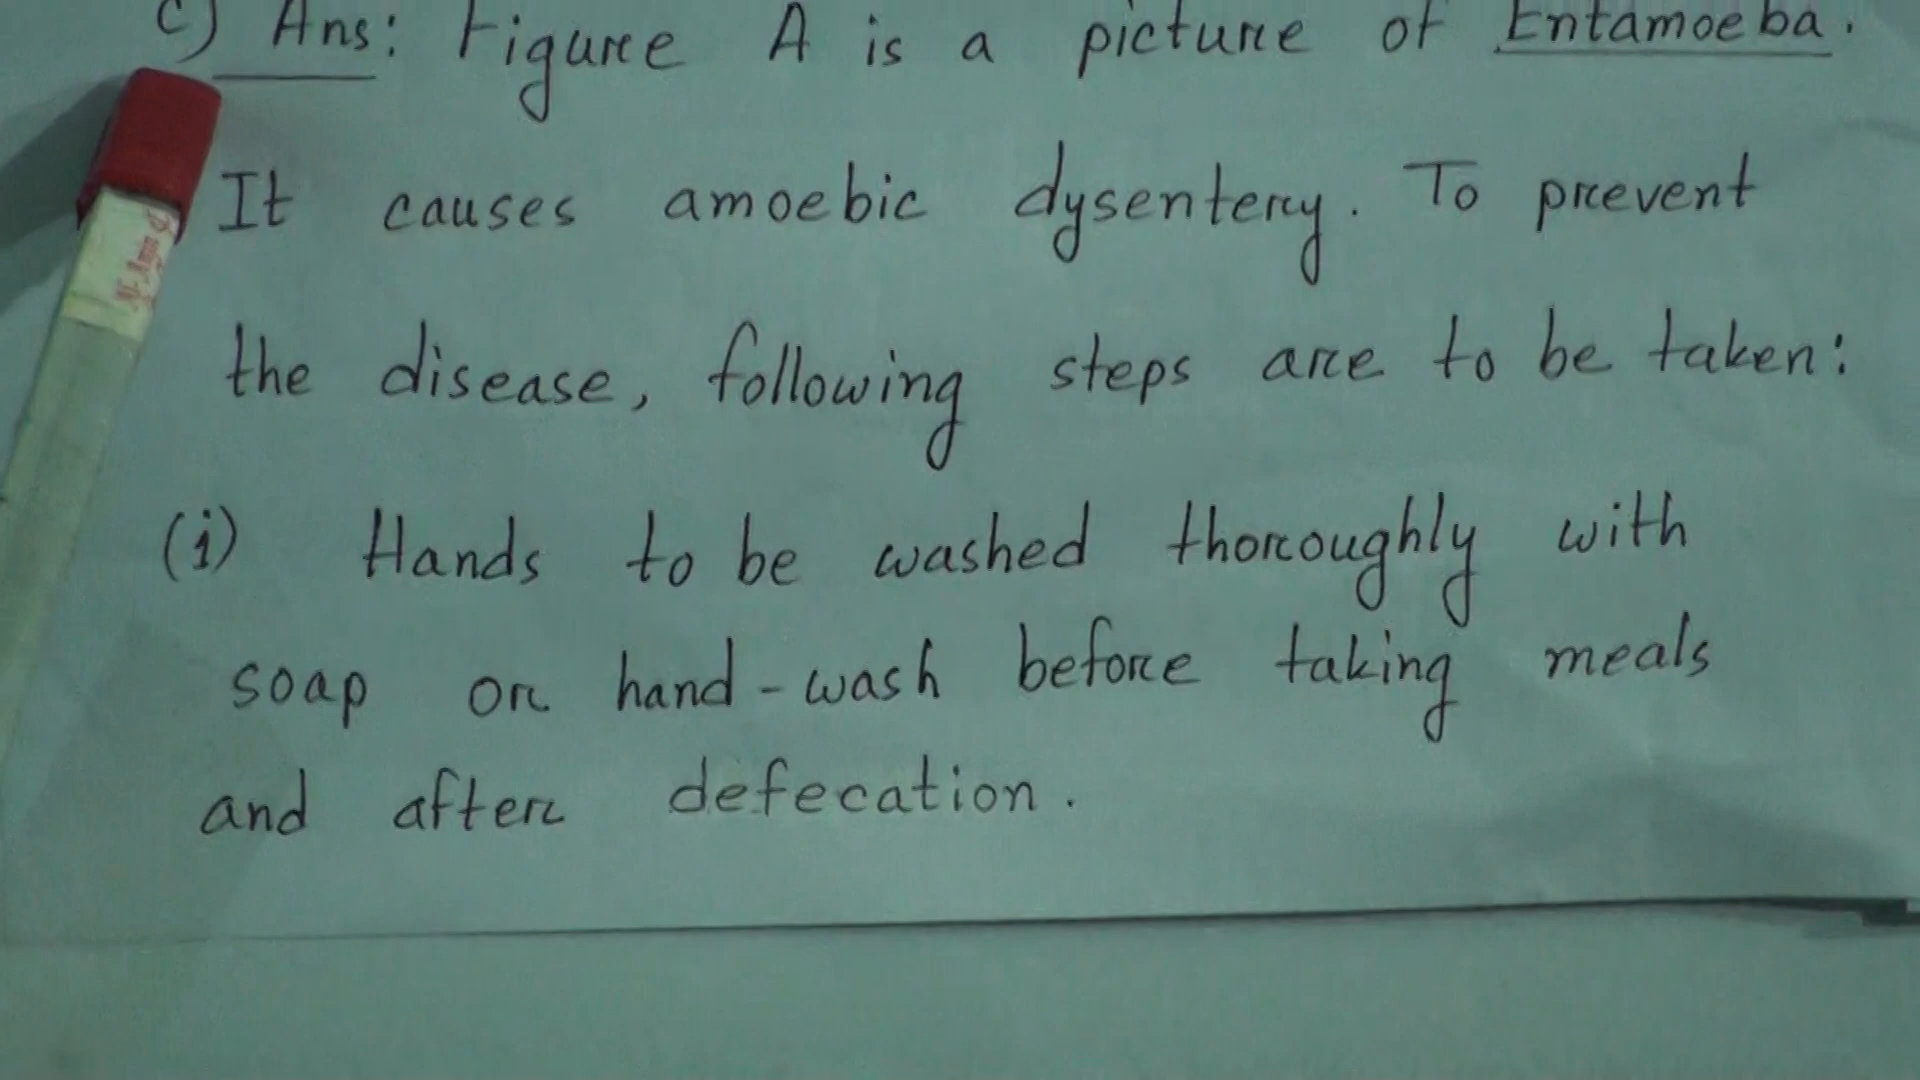 c) Ans: Figure A is a picture of Entamoeba.
It causes amoebic dysentery. To prevent
the disease, following steps are to be taken:
(i) Hands to be washed thoroughly with
soap or hand-wash before taking meals
and after defecation.